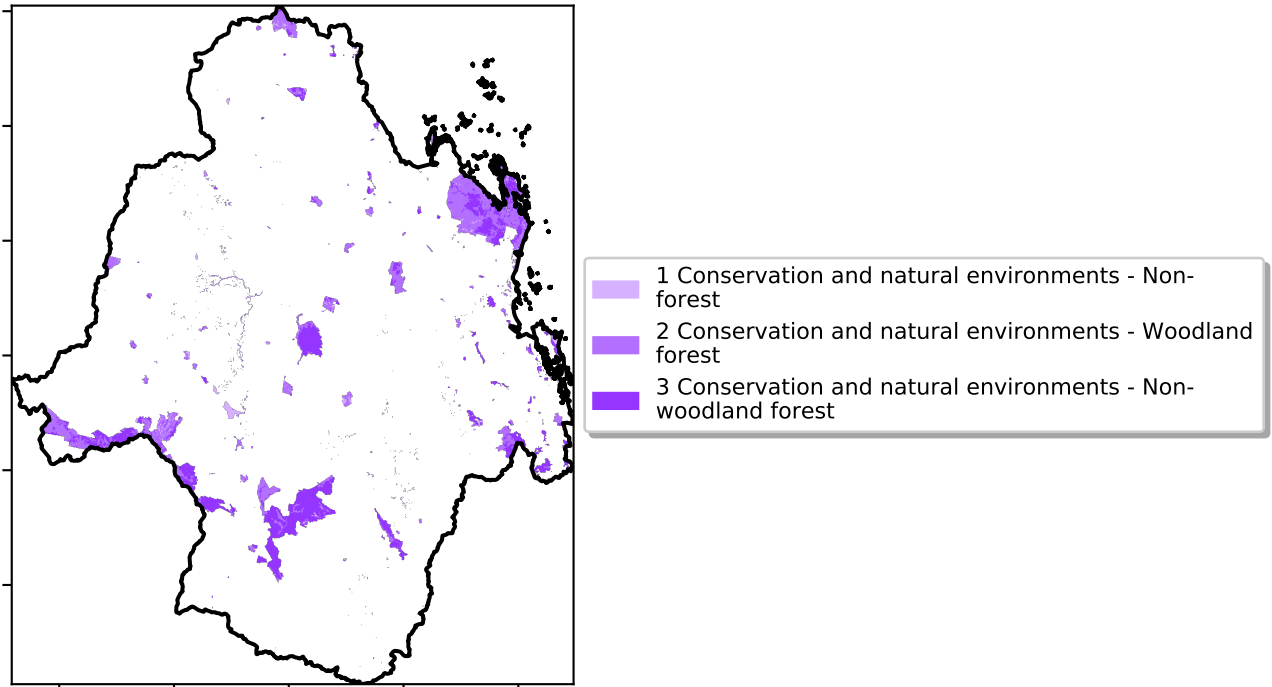 1 Conservation and natural environments - Non-
forest
2 Conservation and natural environments - Woodland
forest
3 Conservation and natural environments - Non-
woodland forest